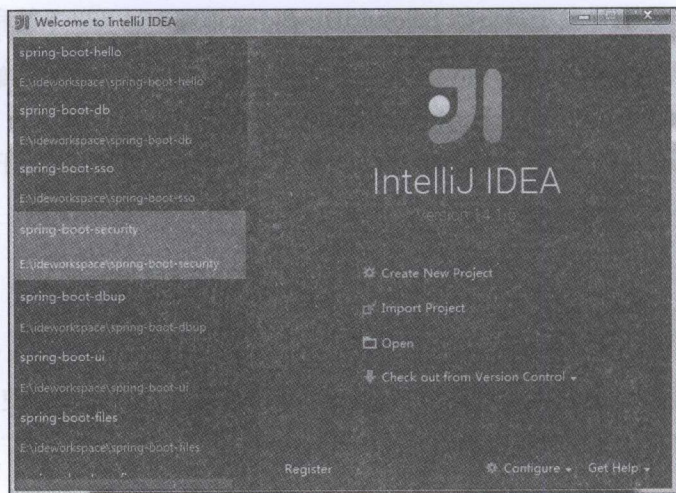 Welcome to IntelliJ IDEA
spring-boot-hello
E:\ideworkspace\spring-boot-hello
spring-boot-db
E:\ideworkspace\spring-boot-db
spring-boot-sso
E:\ideworkspace\spring-boot-sso
spring-boot-security
E:\ideworkspace\spring-boot-security
spring-boot-dbup
E:\ideworkspace\spring-boot-dbup
spring-boot-ui
E:\ideworkspace\spring-boot-ui
spring-boot-files
E:\ideworkspace\spring-boot-files
IntelliJ IDEA
Version
Create New Project
Import Project
Open
Check out from Version Control
Register
Configure
Get Help